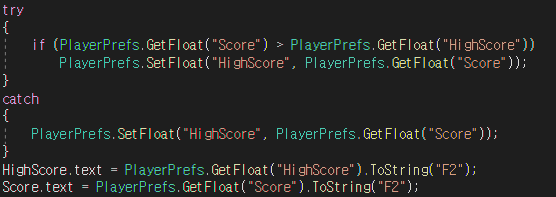 try
{
if (PlayerPrefs.GetFloat("Score") > PlayerPrefs.GetFloat("HighScore"))
PlayerPrefs.SetFloat("HighScore", PlayerPrefs.GetFloat("Score"));
}
catch
{
PlayerPrefs.SetFloat("HighScore", PlayerPrefs.GetFloat("Score"));
}
HighScore.text = PlayerPrefs.GetFloat("HighScore").ToString("F2");
Score.text = PlayerPrefs.GetFloat("Score").ToString("F2");